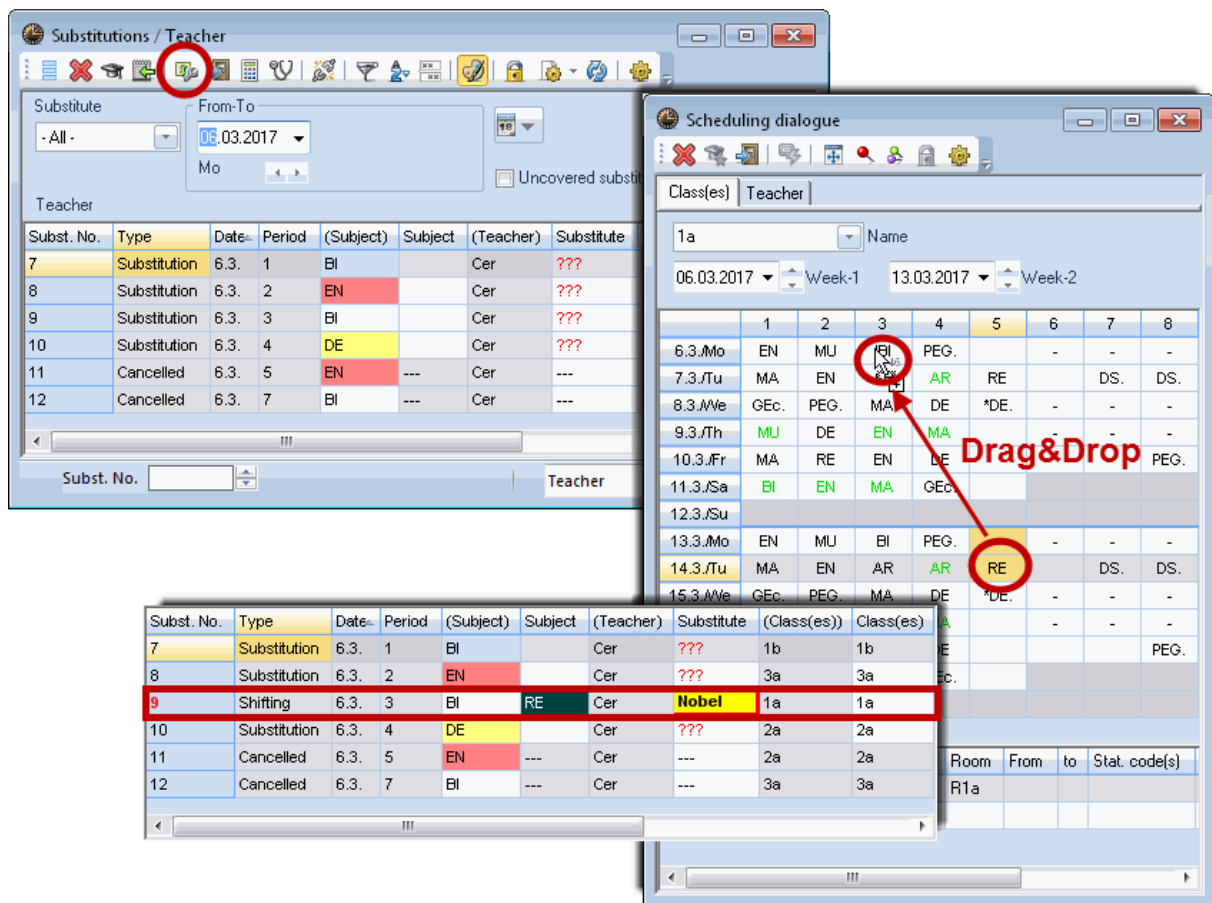 Substitutions / Teacher
Substitute
From-To
- All -
06.03.2017
18
Mo
Uncovered substit
Teacher
Subst. No. Type Date Period (Subject) Subject (Teacher) Substitute
7 Substitution 6.3. 1 BI Cer ???
8 Substitution 6.3. 2 EN Cer ???
9 Substitution 6.3. 3 BI Cer ???
10 Substitution 6.3. 4 DE Cer ???
11 Cancelled 6.3. 5 EN --- Cer ---
12 Cancelled 6.3. 7 BI --- Cer ---
Subst. No.
Teacher
Scheduling dialogue
Class(es) Teacher
1a Name
06.03.2017 Week-1 13.03.2017 Week-2
1 2 3 4 5 6 7 8
6.3./Mo EN MU BI PEG. - - -
7.3./Tu MA EN AR RE DS. DS.
8.3./We GEc. PEG. MA DE *DE. - - -
9.3./Th MU DE EN MA - - -
Drag&Drop
10.3./Fr MA RE EN DE PEG.
11.3./Sa BI EN MA GEc.
12.3./Su
13.3./Mo EN MU BI PEG. - - -
14.3./Tu MA EN AR AR RE DS. DS.
15.3./We GEc. PEG. MA DE *DE. - - -
- - -
PEG.
Ec.
Room From to Stat. code(s)
R1a
Subst. No. Type Date Period (Subject) Subject (Teacher) Substitute (Class(es)) Class(es)
7 Substitution 6.3. 1 BI Cer ??? 1b 1b
8 Substitution 6.3. 2 EN Cer ??? 3a 3a
9 Shifting 6.3. 3 BI RE Cer Nobel 1a 1a
10 Substitution 6.3. 4 DE Cer ??? 2a 2a
11 Cancelled 6.3. 5 EN --- Cer --- 2a 2a
12 Cancelled 6.3. 7 BI --- Cer --- 3a 3a